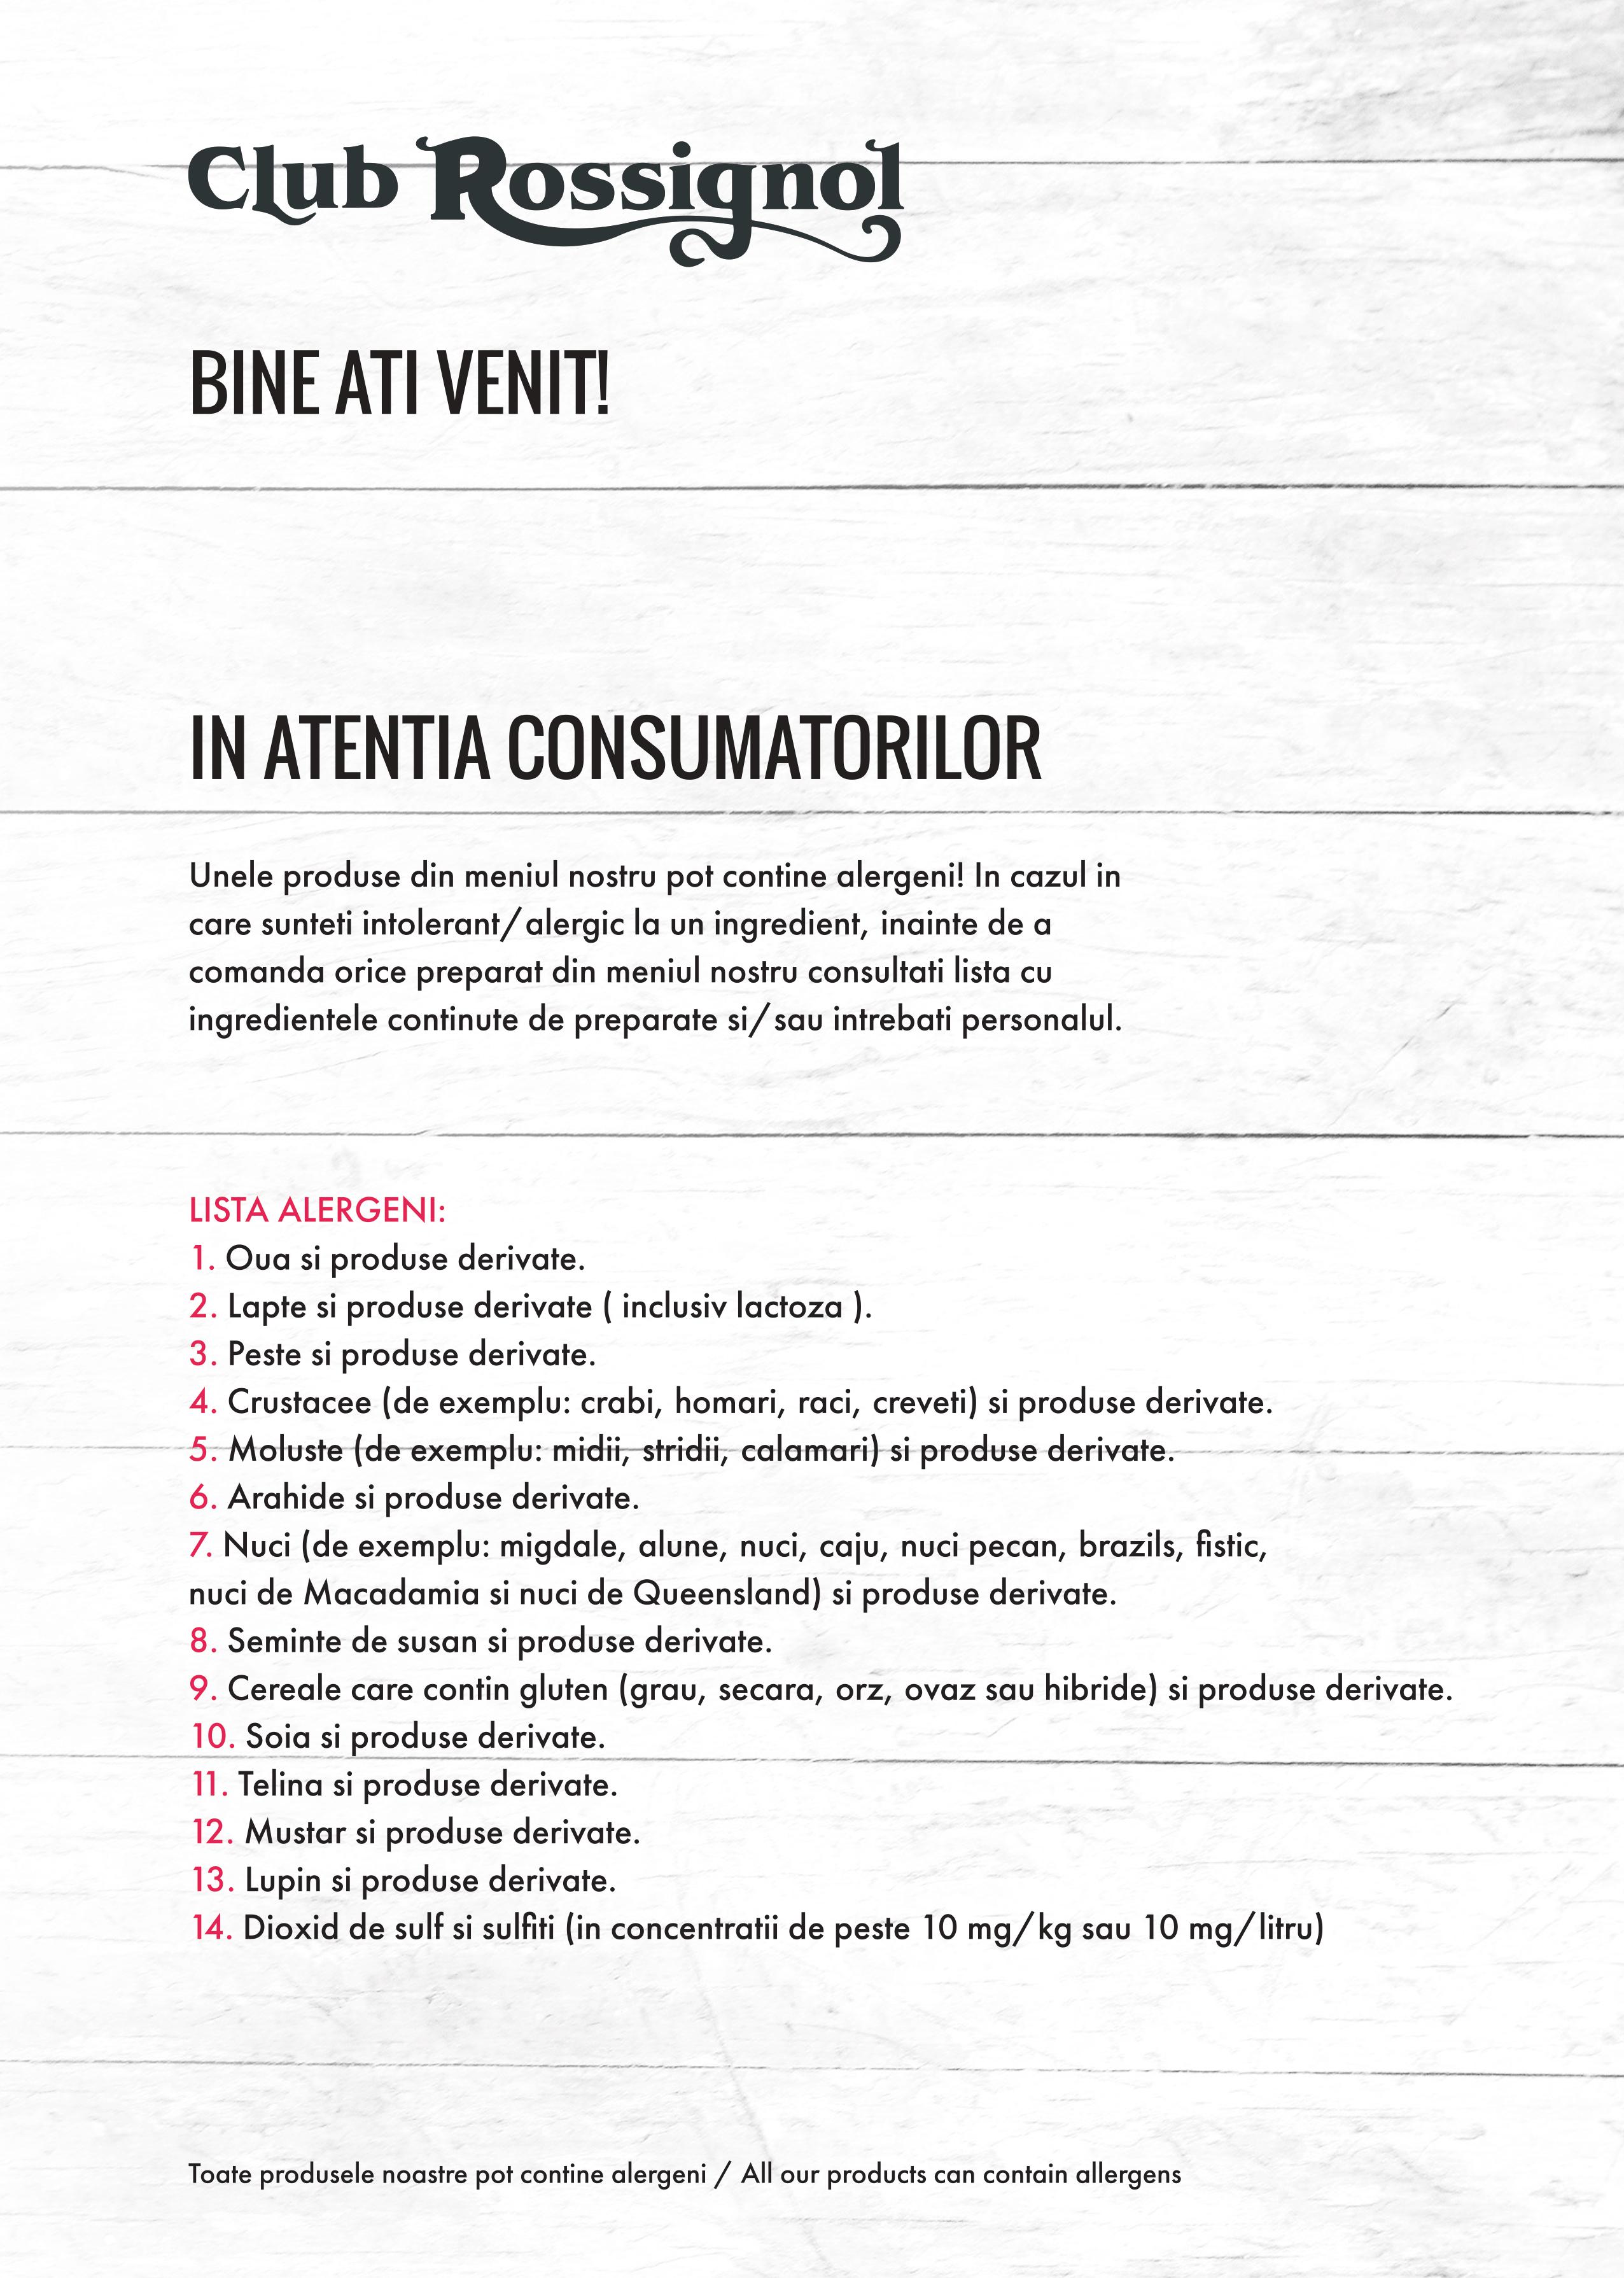 Club Rossignol
BINE ATI VENIT!
IN ATENTIA CONSUMATORILOR
Unele produse din meniul nostru pot contine alergeni! In cazul in
care sunteti intolerant/alergic la un ingredient, inainte de a
comanda orice preparat din meniul nostru consultati lista cu
ingredientele continute de preparate si/sau intrebati personalul.
LISTA ALERGENI:
1. Oua si produse derivate.
2. Lapte si produse derivate ( inclusiv lactoza ).
3. Peste si produse derivate.
4. Crustacee (de exemplu: crabi, homari, raci, creveti) si produse derivate.
5. Moluste (de exemplu: midii, stridii, calamari) si produse derivate.
6. Arahide si produse derivate.
7. Nuci (de exemplu: migdale, alune, nuci, caju, nuci pecan, brazils, fistic,
nuci de Macadamia si nuci de Queensland) si produse derivate.
8. Seminte de susan si produse derivate.
9. Cereale care contin gluten (grau, secara, orz, ovaz sau hibride) si produse derivate.
10. Soia si produse derivate.
11. Telina si produse derivate.
12. Mustar si produse derivate.
13. Lupin si produse derivate.
14. Dioxid de sulf si sulfiti (in concentratii de peste 10 mg/kg sau 10 mg/litru)
Toate produsele noastre pot contine alergeni / All our products can contain allergens